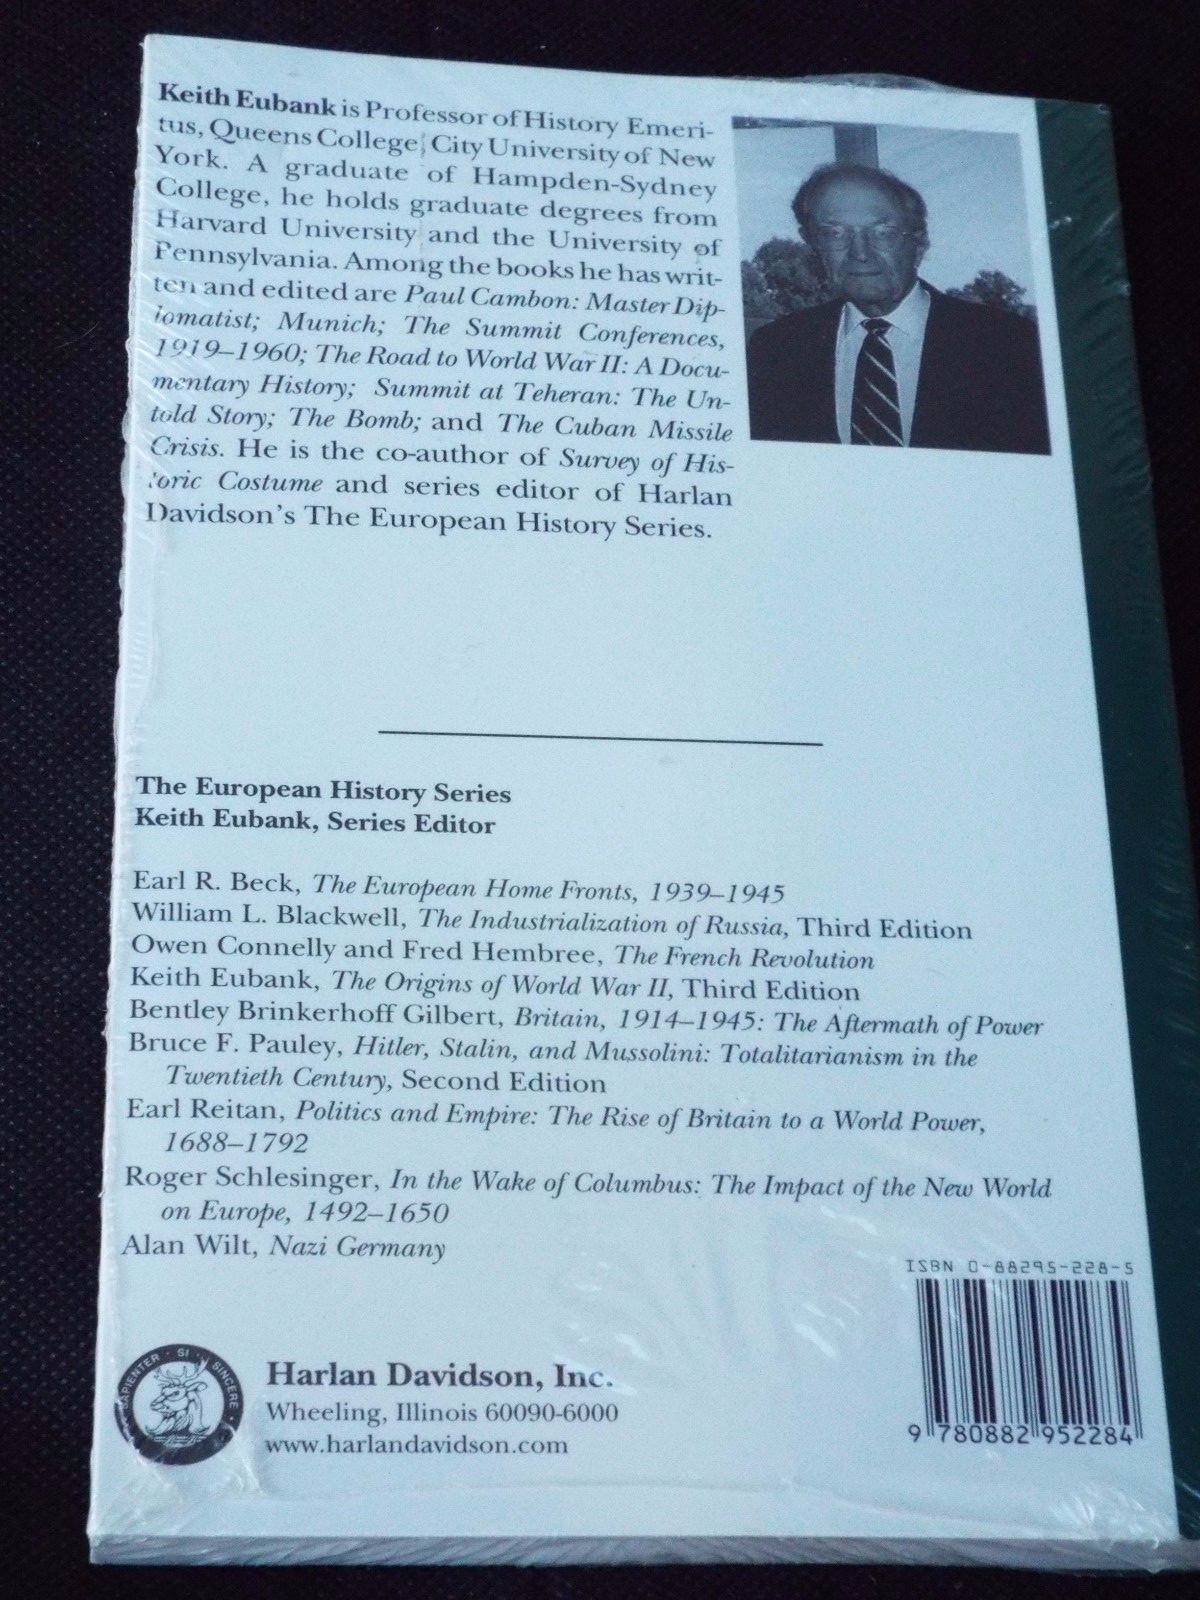 Keith Eubank is Professor of History Emeri-
tus, Queens College, City University of New
York. A graduate of Hampden-Sydney
College, he holds graduate degrees from
Harvard University and the University of
Pennsylvania. Among the books he has writ-
ten and edited are Paul Cambon: Master Dip-
lomatist; Munich; The Summit Conferences,
1919–1960; The Road to World War II: A Docu-
mentary History; Summit at Teheran: The Un-
told Story; The Bomb; and The Cuban Missile
Crisis. He is the co-author of Survey of His-
toric Costume and series editor of Harlan
Davidson's The European History Series.
The European History Series
Keith Eubank, Series Editor
Earl R. Beck, The European Home Fronts, 1939–1945
William L. Blackwell, The Industrialization of Russia, Third Edition
Owen Connelly and Fred Hembree, The French Revolution
Keith Eubank, The Origins of World War II, Third Edition
Bentley Brinkerhoff Gilbert, Britain, 1914–1945: The Aftermath of Power
Bruce F. Pauley, Hitler, Stalin, and Mussolini: Totalitarianism in the
Twentieth Century, Second Edition
Earl Reitan, Politics and Empire: The Rise of Britain to a World Power,
1688–1792
Roger Schlesinger, In the Wake of Columbus: The Impact of the New World
on Europe, 1492–1650
Alan Wilt, Nazi Germany
ISBN 0-88295-228-5
9 780882 952284
SAPIENTER · SI · SINCERE ·
Harlan Davidson, Inc.
Wheeling, Illinois 60090-6000
www.harlandavidson.com